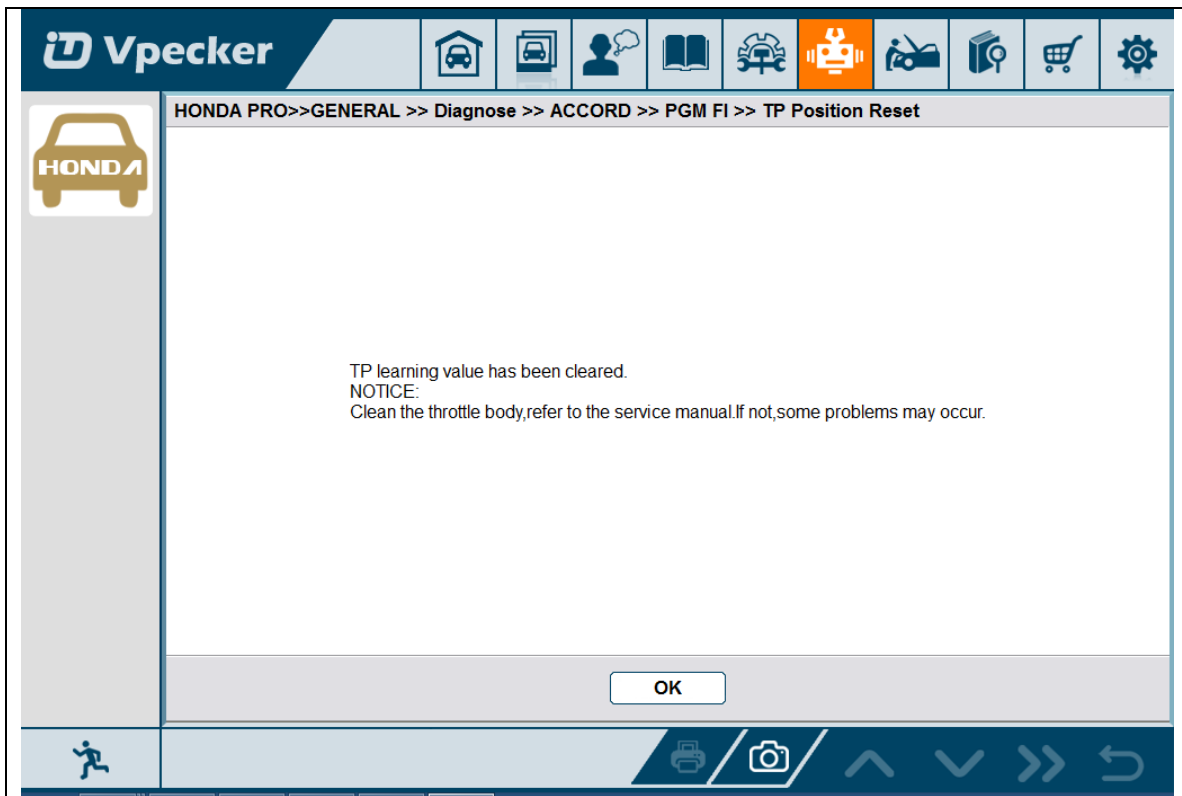 Vpecker
HONDA PRO>>GENERAL >> Diagnose >> ACCORD >> PGM FI >> TP Position Reset
HONDA
TP learning value has been cleared.
NOTICE:
Clean the throttle body,refer to the service manual.If not,some problems may occur.
OK